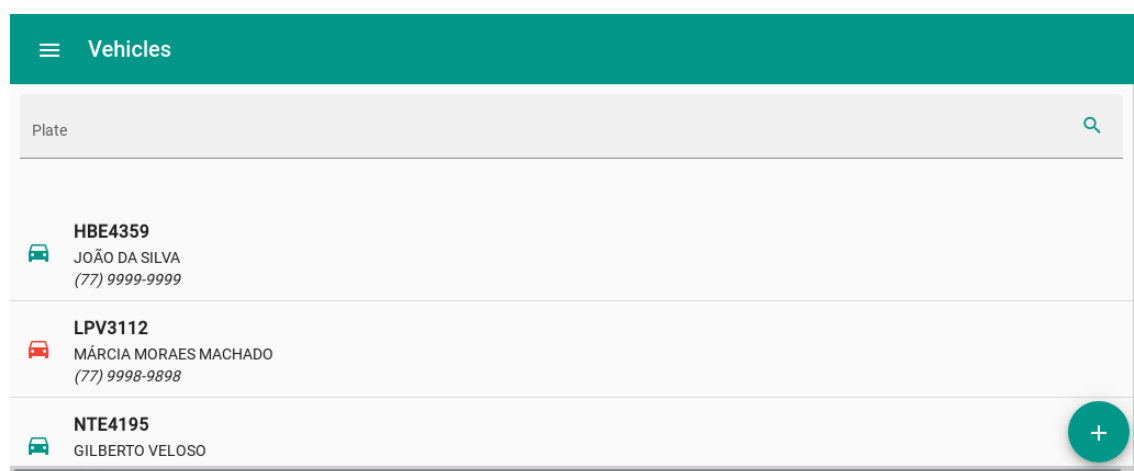 Vehicles
Plate
HBE4359
JOÃO DA SILVA
(77) 9999-9999
LPV3112
MÁRCIA MORAES MACHADO
(77) 9998-9898
NTE4195
GILBERTO VELOSO